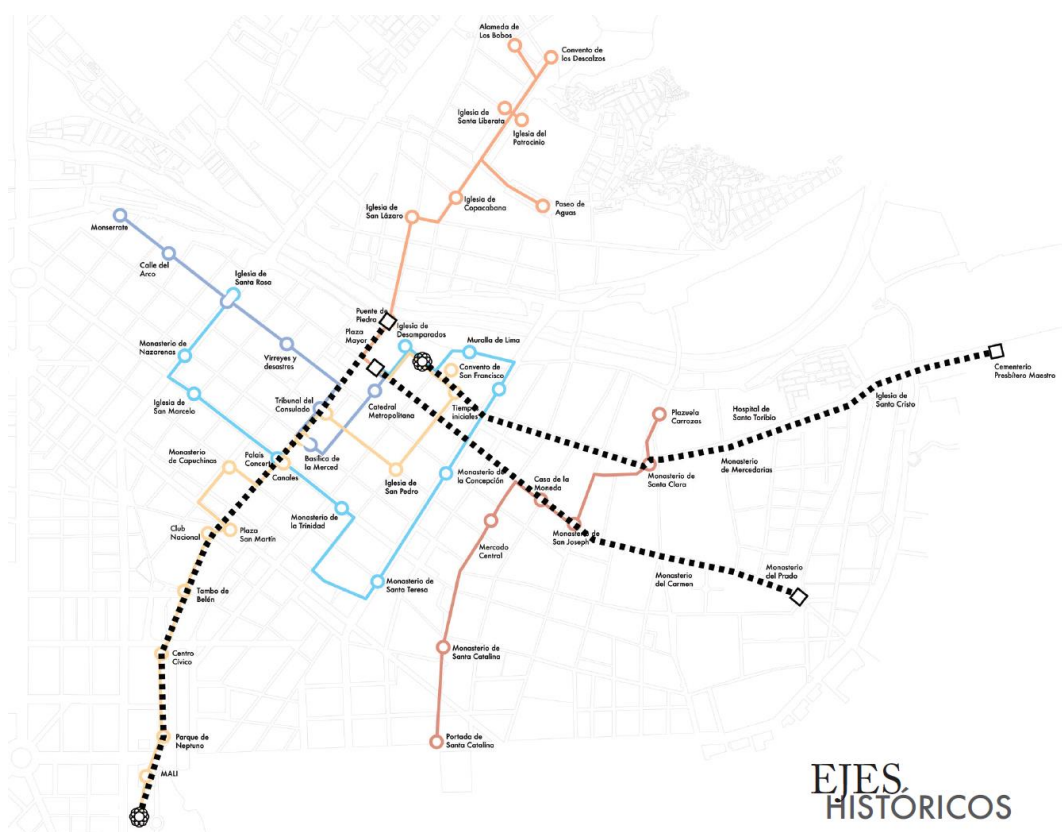 Alameda de
Los Bobos
Convento de
los Descalzos
Iglesia de
Santa Liberata
Iglesia del
Patrocinio
Iglesia de
San Lázaro
Iglesia de
Copacabana
Paseo de
Aguas
Monserrate
Calle del
Arco
Iglesia de
Santa Rosa
Puente de
Piedra
Plaza
Mayor
Iglesia de
Desamparados
Muralla de Lima
Monasterio de
Nazarenas
Virreyes y
desastres
Convento de
San Francisco
Cementerio
Presbítero Maestro
Iglesia de
San Marcelo
Tribunal del
Consulado
Catedral
Metropolitana
Tiempos
iniciales
Plazuela
Carrozas
Hospital de
Santo Toribio
Iglesia de
Santo Cristo
Monasterio
de Capuchinas
Palais
Concert
Canales
Basílica de
la Merced
Iglesia de
San Pedro
Monasterio de
la Concepción
Casa de la
Moneda
Monasterio de
Santa Clara
Monasterio
de Mercedarias
Club
Nacional
Plaza
San Martín
Monasterio de
la Trinidad
Mercado
Central
Monasterio de
San Joseph
Tambo de
Belén
Monasterio de
Santa Teresa
Monasterio
del Carmen
Monasterio
del Prado
Centro
Cívico
Monasterio de
Santa Catalina
Parque de
Neptuno
Portada de
Santa Catalina
MALI
EJES
HISTÓRICOS